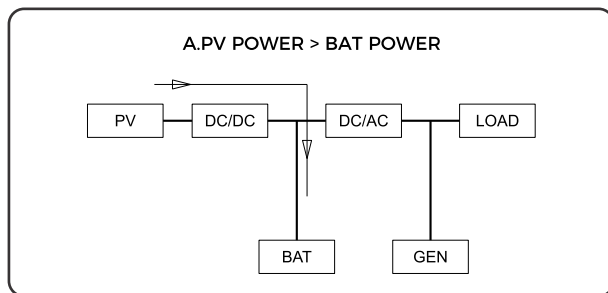 A.PV POWER > BAT POWER
PV DC/DC DC/AC LOAD
BAT GEN